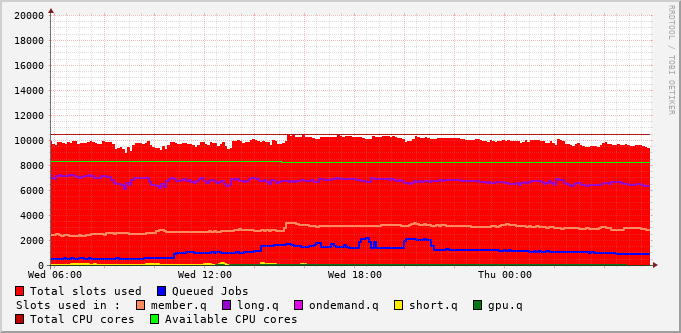 20000
18000
16000
14000
12000
10000
8000
6000
4000
2000
0
Wed 06:00 Wed 12:00 Wed 18:00 Thu 00:00
Total slots used Queued Jobs
Slots used in : member.q long.q ondemand.q short.q gpu.q
Total CPU cores Available CPU cores
RRDTOOL / TOBI OETIKER